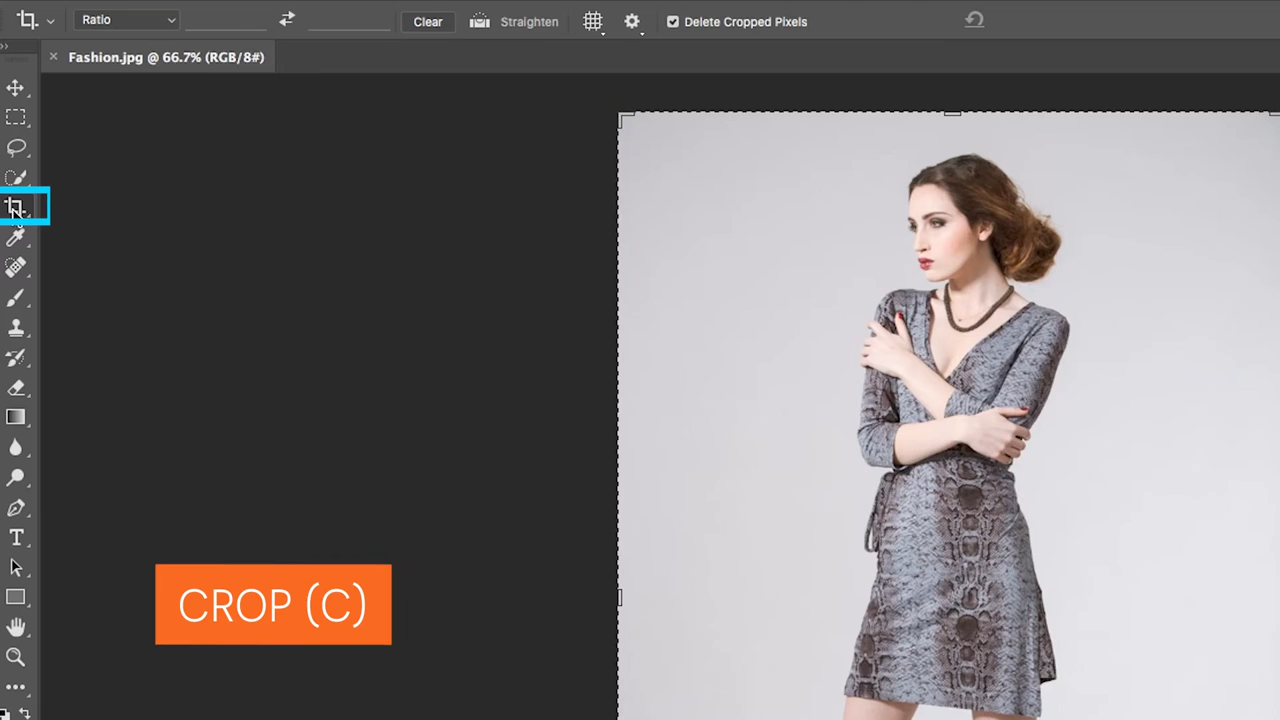 Ratio
Clear
Straighten
Delete Cropped Pixels
Fashion.jpg @ 66.7% (RGB/8#)
CROP (C)